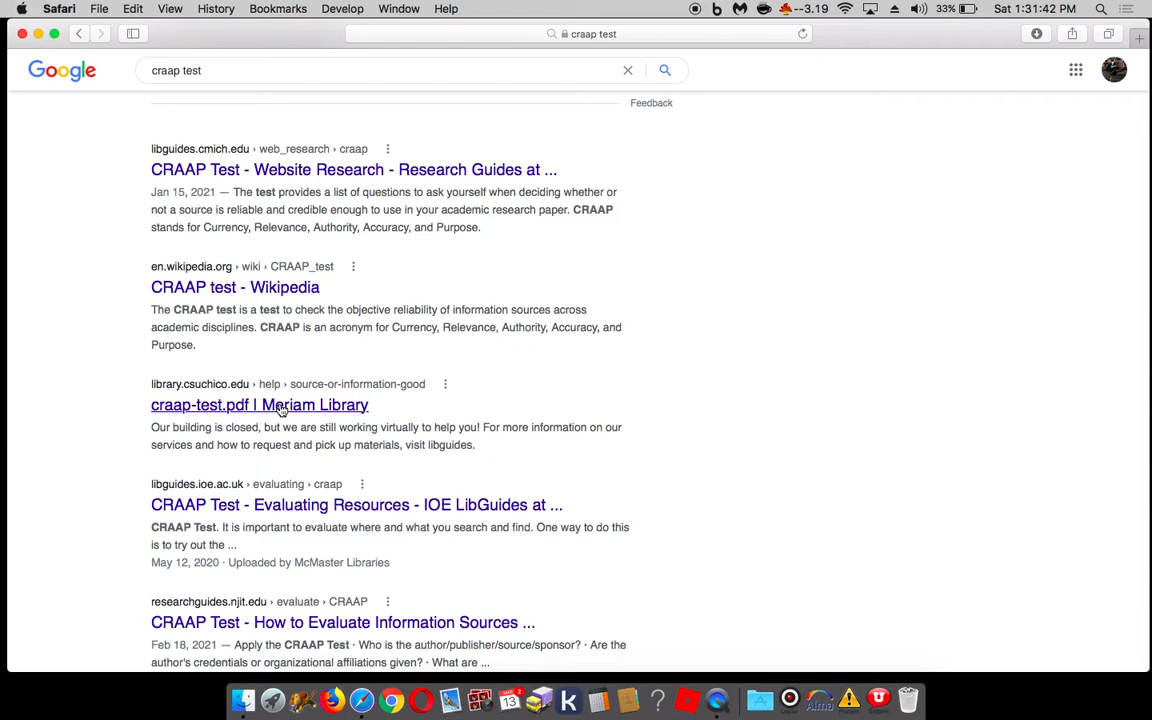 Safari File Edit View History Bookmarks Develop Window Help --3.19 33% Sat 1:31:42 PM
craap test
Google craap test
Feedback
libguides.cmich.edu › web_research › craap
CRAAP Test - Website Research - Research Guides at ...
Jan 15, 2021 — The test provides a list of questions to ask yourself when deciding whether or
not a source is reliable and credible enough to use in your academic research paper. CRAAP
stands for Currency, Relevance, Authority, Accuracy, and Purpose.
en.wikipedia.org › wiki › CRAAP_test
CRAAP test - Wikipedia
The CRAAP test is a test to check the objective reliability of information sources across
academic disciplines. CRAAP is an acronym for Currency, Relevance, Authority, Accuracy, and
Purpose.
library.csuchico.edu › help › source-or-information-good
craap-test.pdf | Meriam Library
Our building is closed, but we are still working virtually to help you! For more information on our
services and how to request and pick up materials, visit libguides.
libguides.ioe.ac.uk › evaluating › craap
CRAAP Test - Evaluating Resources - IOE LibGuides at ...
CRAAP Test. It is important to evaluate where and what you search and find. One way to do this
is to try out the ...
May 12, 2020 · Uploaded by McMaster Libraries
researchguides.njit.edu › evaluate › CRAAP
CRAAP Test - How to Evaluate Information Sources ...
Feb 18, 2021 — Apply the CRAAP Test · Who is the author/publisher/source/sponsor? · Are the
author's credentials or organizational affiliations given? · What are ...
MAR 13 2 K ? Alma U